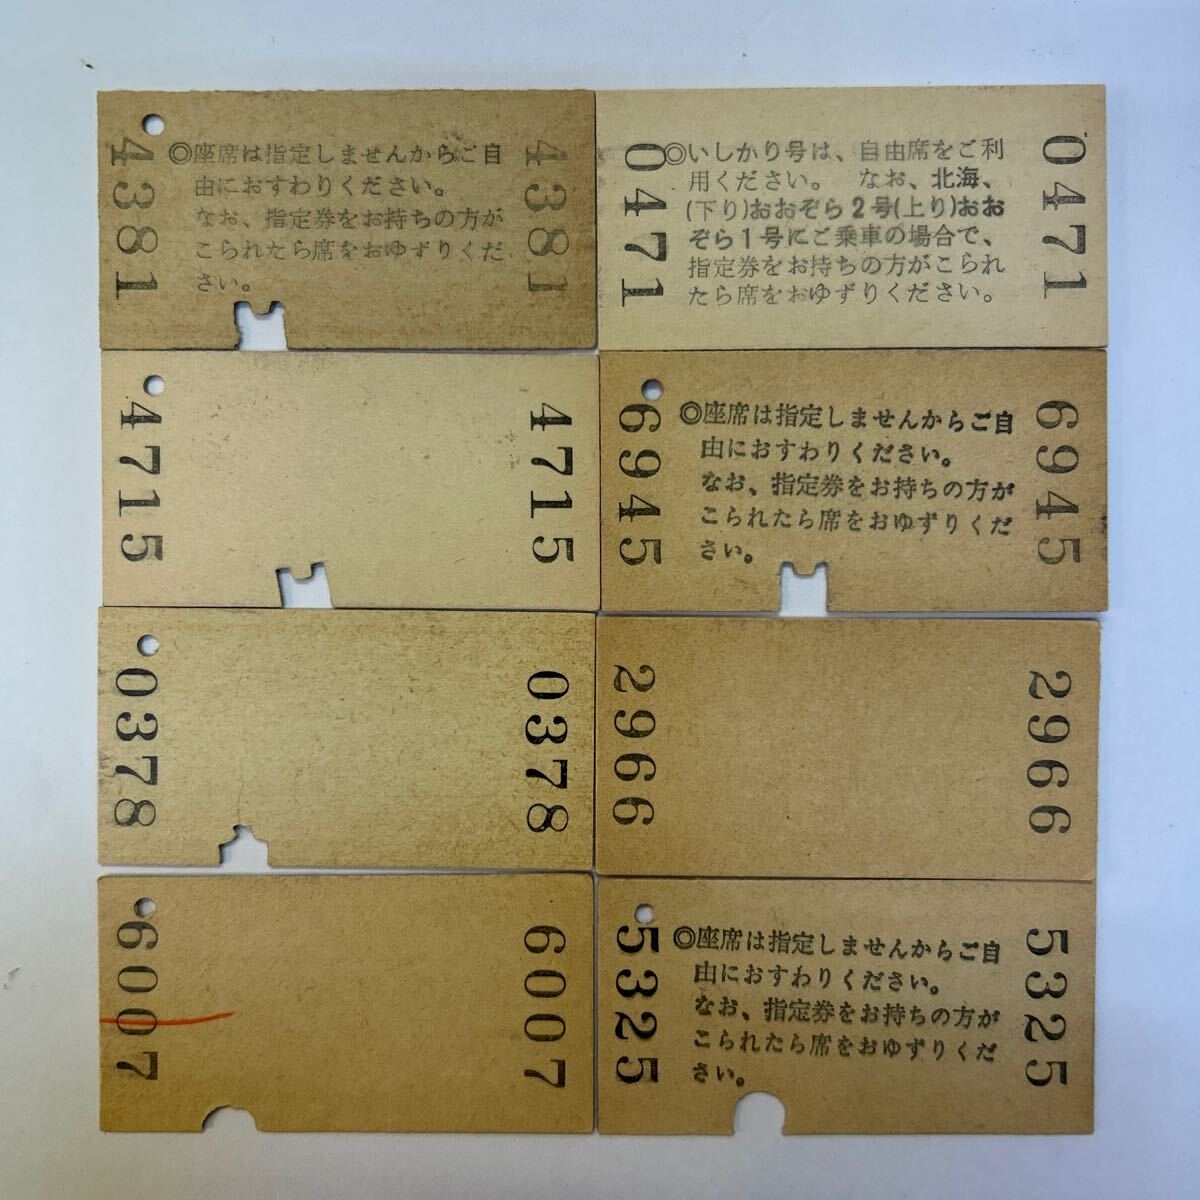 4381
◎座席は指定しませんからご自
由におすわりください。
なお、指定券をお持ちの方が
こられたら席をおゆずりくだ
さい。
4381
0471
◎いしかり号は、自由席をご利
用ください。 なお、北海、
(下り)おおぞら2号(上り)おお
ぞら1号にご乗車の場合で、
指定券をお持ちの方がこられ
たら席をおゆずりください。
0471
4715
4715
6945
◎座席は指定しませんからご自
由におすわりください。
なお、指定券をお持ちの方が
こられたら席をおゆずりくだ
さい。
6945
0378
0378
2966
2966
6007
6007
5325
◎座席は指定しませんからご自
由におすわりください。
なお、指定券をお持ちの方が
こられたら席をおゆずりくだ
さい。
5325